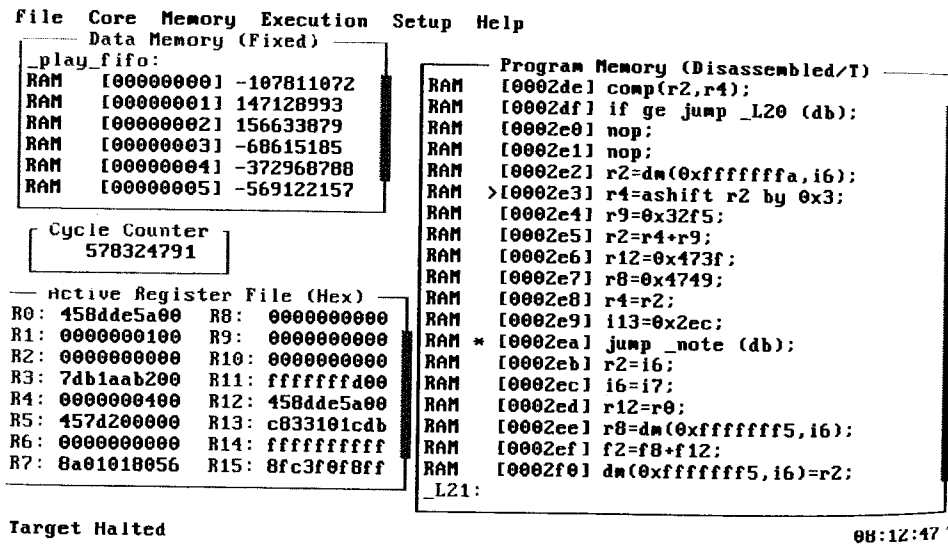 File Core Memory Execution Setup Help
Data Memory (Fixed)
_play_fifo:
RAM [00000000] -107811072
RAM [00000001] 147128993
RAM [00000002] 156633879
RAM [00000003] -68615185
RAM [00000004] -372968788
RAM [00000005] -569122157
Cycle Counter
578324791
Active Register File (Hex)
R0: 458dde5a00 R8: 0000000000
R1: 0000000100 R9: 0000000000
R2: 0000000000 R10: 0000000000
R3: 7db1aab200 R11: fffffffd00
R4: 0000000400 R12: 458dde5a00
R5: 457d200000 R13: c833101cdb
R6: 0000000000 R14: ffffffffff
R7: 8a01018056 R15: 8fc3f0f8ff
Program Memory (Disassembled/T)
RAM [0002de] comp(r2,r4);
RAM [0002df] if ge jump _L20 (db);
RAM [0002e0] nop;
RAM [0002e1] nop;
RAM [0002e2] r2=dm(0xfffffffa,i6);
RAM >[0002e3] r4=ashift r2 by 0x3;
RAM [0002e4] r9=0x32f5;
RAM [0002e5] r2=r4+r9;
RAM [0002e6] r12=0x473f;
RAM [0002e7] r8=0x4749;
RAM [0002e8] r4=r2;
RAM [0002e9] i13=0x2ec;
RAM * [0002ea] jump _note (db);
RAM [0002eb] r2=i6;
RAM [0002ec] i6=i7;
RAM [0002ed] r12=r0;
RAM [0002ee] r8=dm(0xfffffff5,i6);
RAM [0002ef] f2=f8+f12;
RAM [0002f0] dm(0xfffffff5,i6)=r2;
_L21:
Target Halted
08:12:47